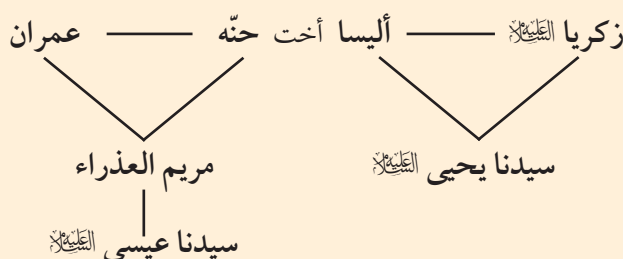 زكريا عليه السلام — أليسا أخت حنّه — عمران
سيدنا يحيى عليه السلام مريم العذراء
سيدنا عيسى عليه السلام